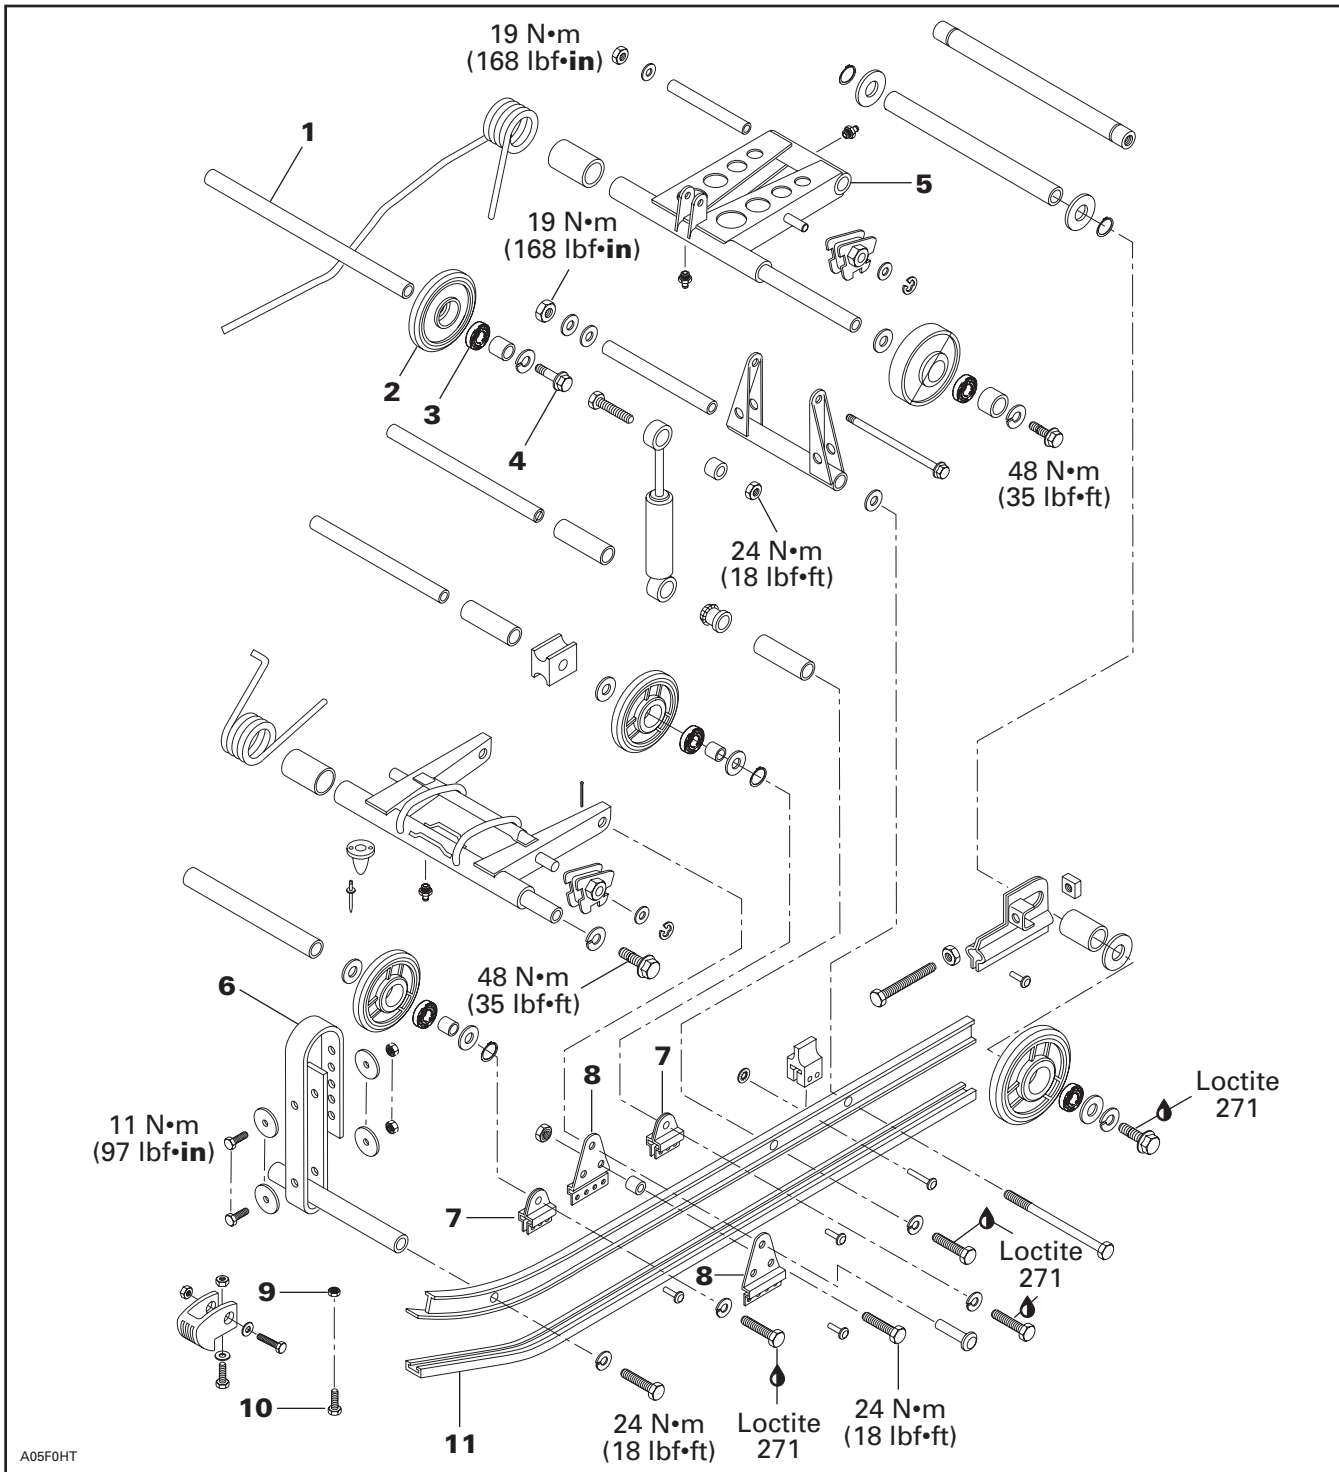 19 N•m
(168 lbf•in)
1
5
19 N•m
(168 lbf•in)
2
3
4
48 N•m
(35 lbf•ft)
24 N•m
(18 lbf•ft)
6
48 N•m
(35 lbf•ft)
7
8
Loctite
271
11 N•m
(97 lbf•in)
7
8
Loctite
271
9
10
11
24 N•m
(18 lbf•ft)
Loctite
271
24 N•m
(18 lbf•ft)
A05F0HT